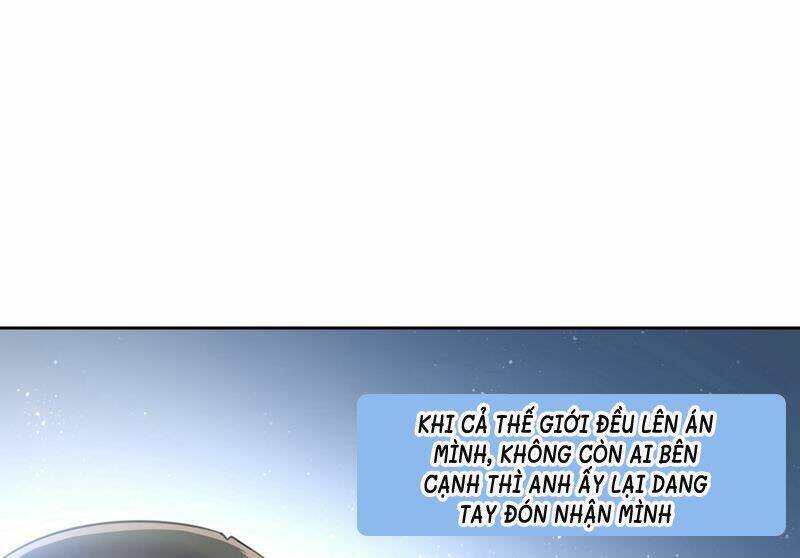 KHI CẢ THẾ GIỚI ĐỀU LÊN ÁN
MÌNH, KHÔNG CÒN AI BÊN
CẠNH THÌ ANH ẤY LẠI DANG
TAY ĐÓN NHẬN MÌNH